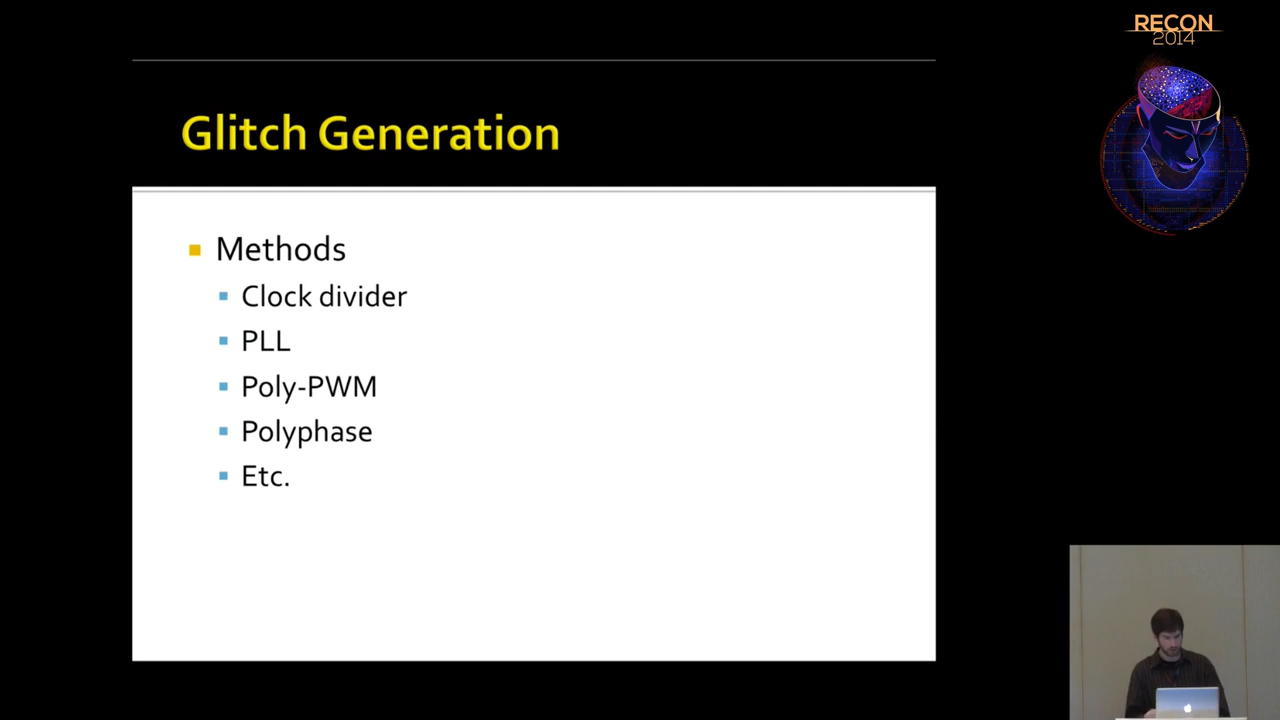 RECON
2014
Glitch Generation
Methods
Clock divider
PLL
Poly-PWM
Polyphase
Etc.